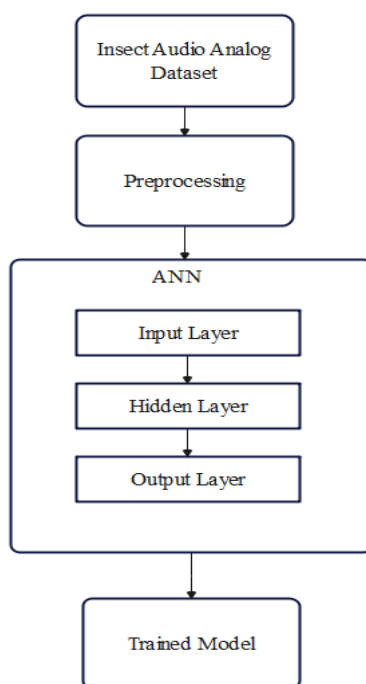 Insect Audio Analog
Dataset
Preprocessing
ANN
Input Layer
Hidden Layer
Output Layer
Trained Model